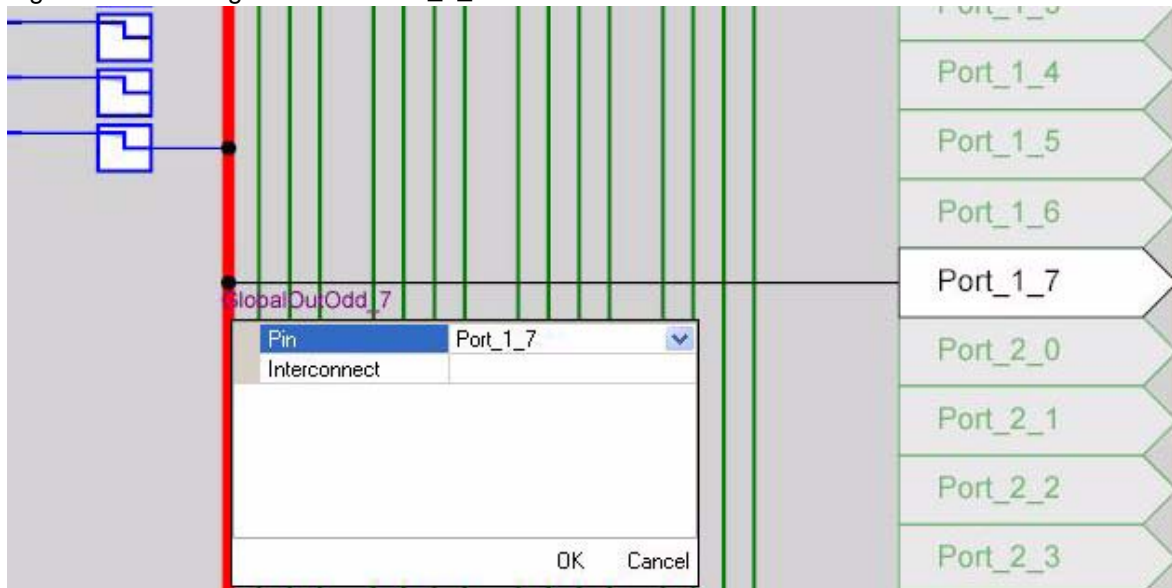 Port_1_4
Port_1_5
Port_1_6
Port_1_7
GlobalOutOdd_7
Pin Port_1_7
Interconnect
Port_2_0
Port_2_1
Port_2_2
OK Cancel
Port_2_3